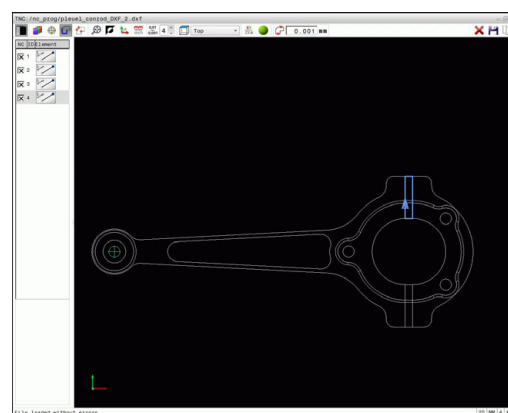 TNC:/nc_prog/pleuel_conrod_DXF_2.dxf
4 Top 0.001 mm
NC ID Element
1
2
3
4
File loaded without errors